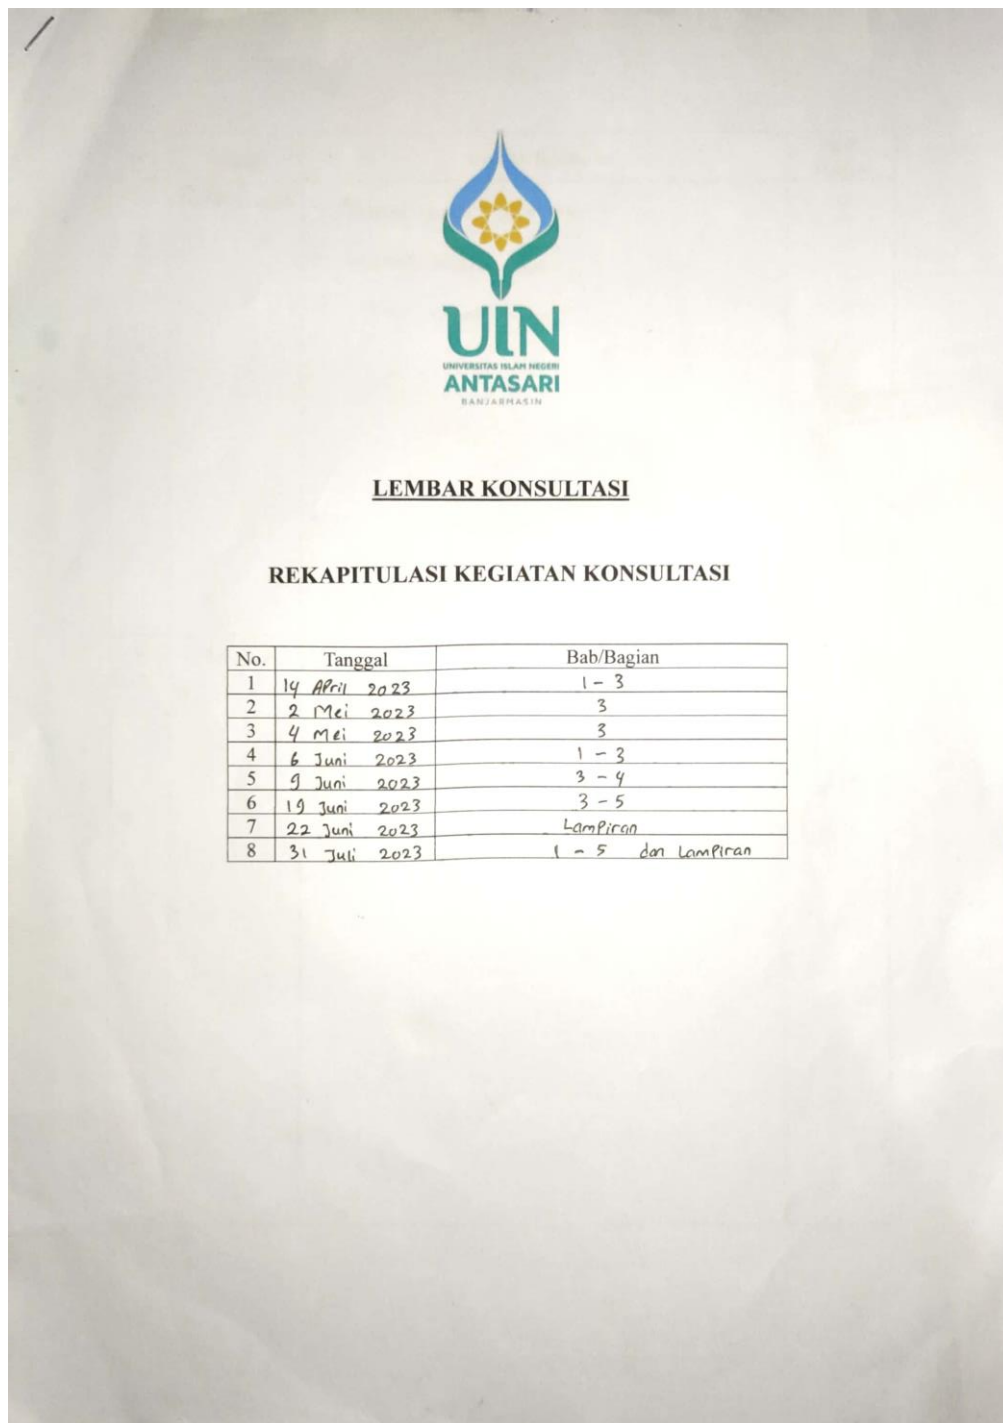 UIN
UNIVERSITAS ISLAM NEGERI
ANTASARI
BANJARMASIN
LEMBAR KONSULTASI
REKAPITULASI KEGIATAN KONSULTASI
No. Tanggal Bab/Bagian
1 14 April 2023 1 - 3
2 2 Mei 2023 3
3 4 Mei 2023 3
4 6 Juni 2023 1 - 3
5 9 Juni 2023 3 - 4
6 19 Juni 2023 3 - 5
7 22 Juni 2023 Lampiran
8 31 Juli 2023 1 - 5 dan Lampiran